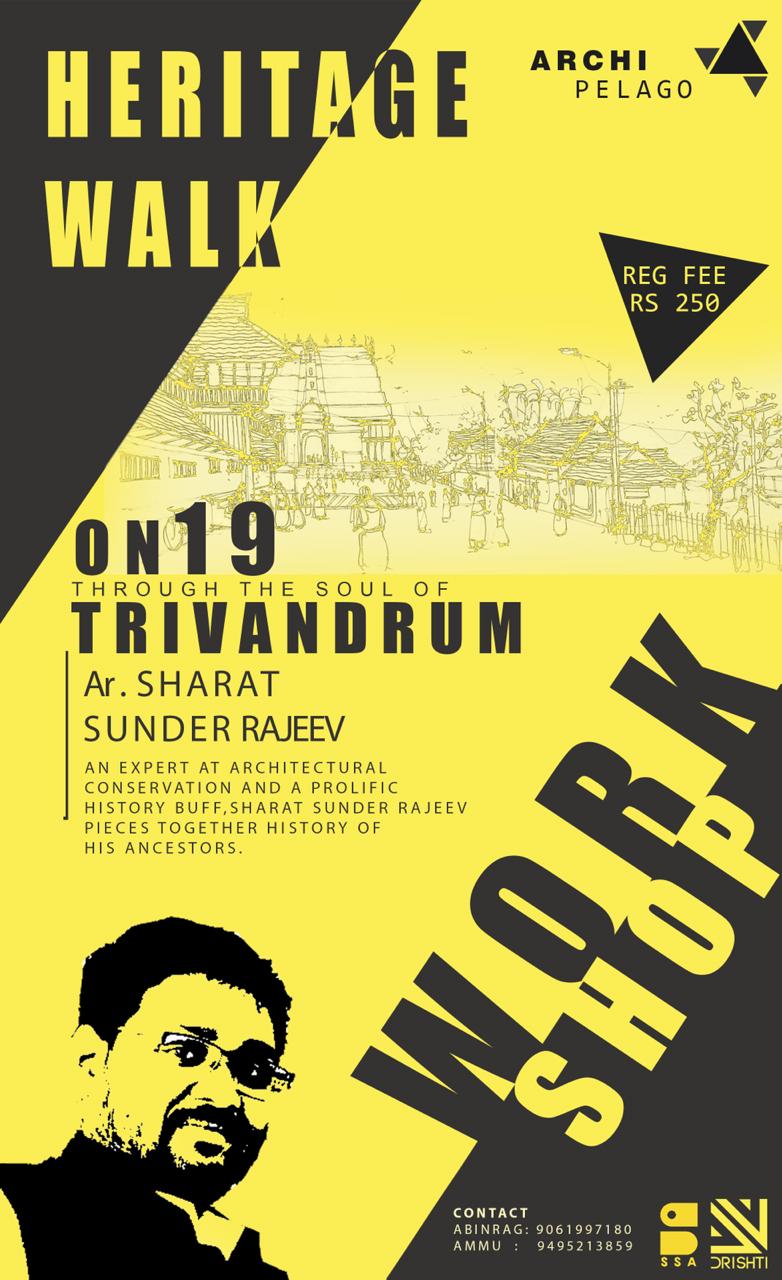 HERITAGE
WALK
ARCHI
PELAGO
REG FEE
RS 250
ON 19
THROUGH THE SOUL OF
TRIVANDRUM
Ar. SHARAT
SUNDER RAJEEV
AN EXPERT AT ARCHITECTURAL
CONSERVATION AND A PROLIFIC
HISTORY BUFF,SHARAT SUNDER RAJEEV
PIECES TOGETHER HISTORY OF
HIS ANCESTORS.
WORK
SHOP
CONTACT
ABINRAG: 9061997180
AMMU : 9495213859
SSA
DRISHTI